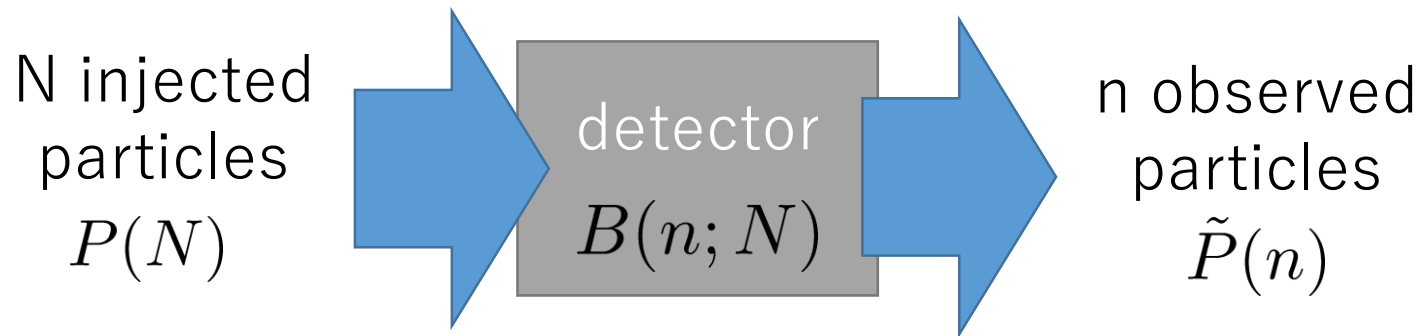 N injected
particles
P(N)
detector
B(n; N)
n observed
particles
P̃(n)